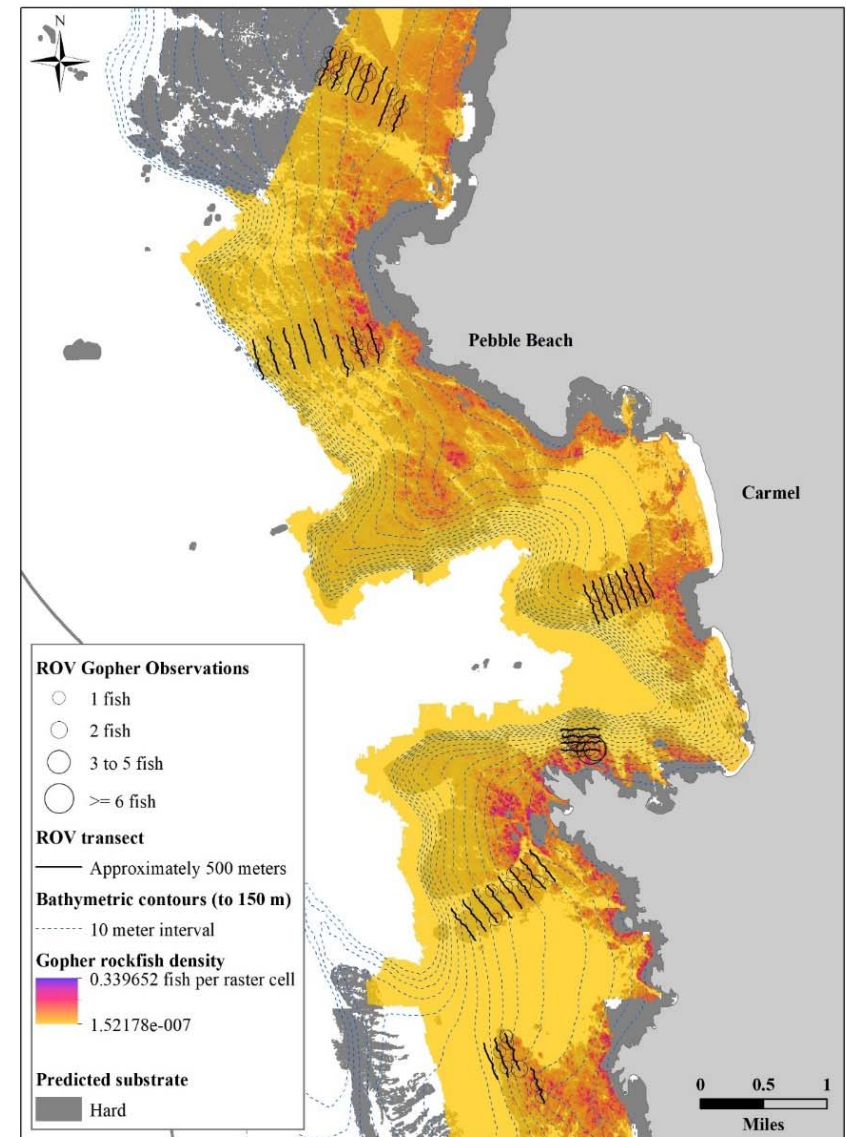 N
Pebble Beach
Carmel
ROV Gopher Observations
1 fish
2 fish
3 to 5 fish
>= 6 fish
ROV transect
Approximately 500 meters
Bathymetric contours (to 150 m)
10 meter interval
Gopher rockfish density
0.339652 fish per raster cell
1.52178e-007
Predicted substrate
Hard
0 0.5 1
Miles